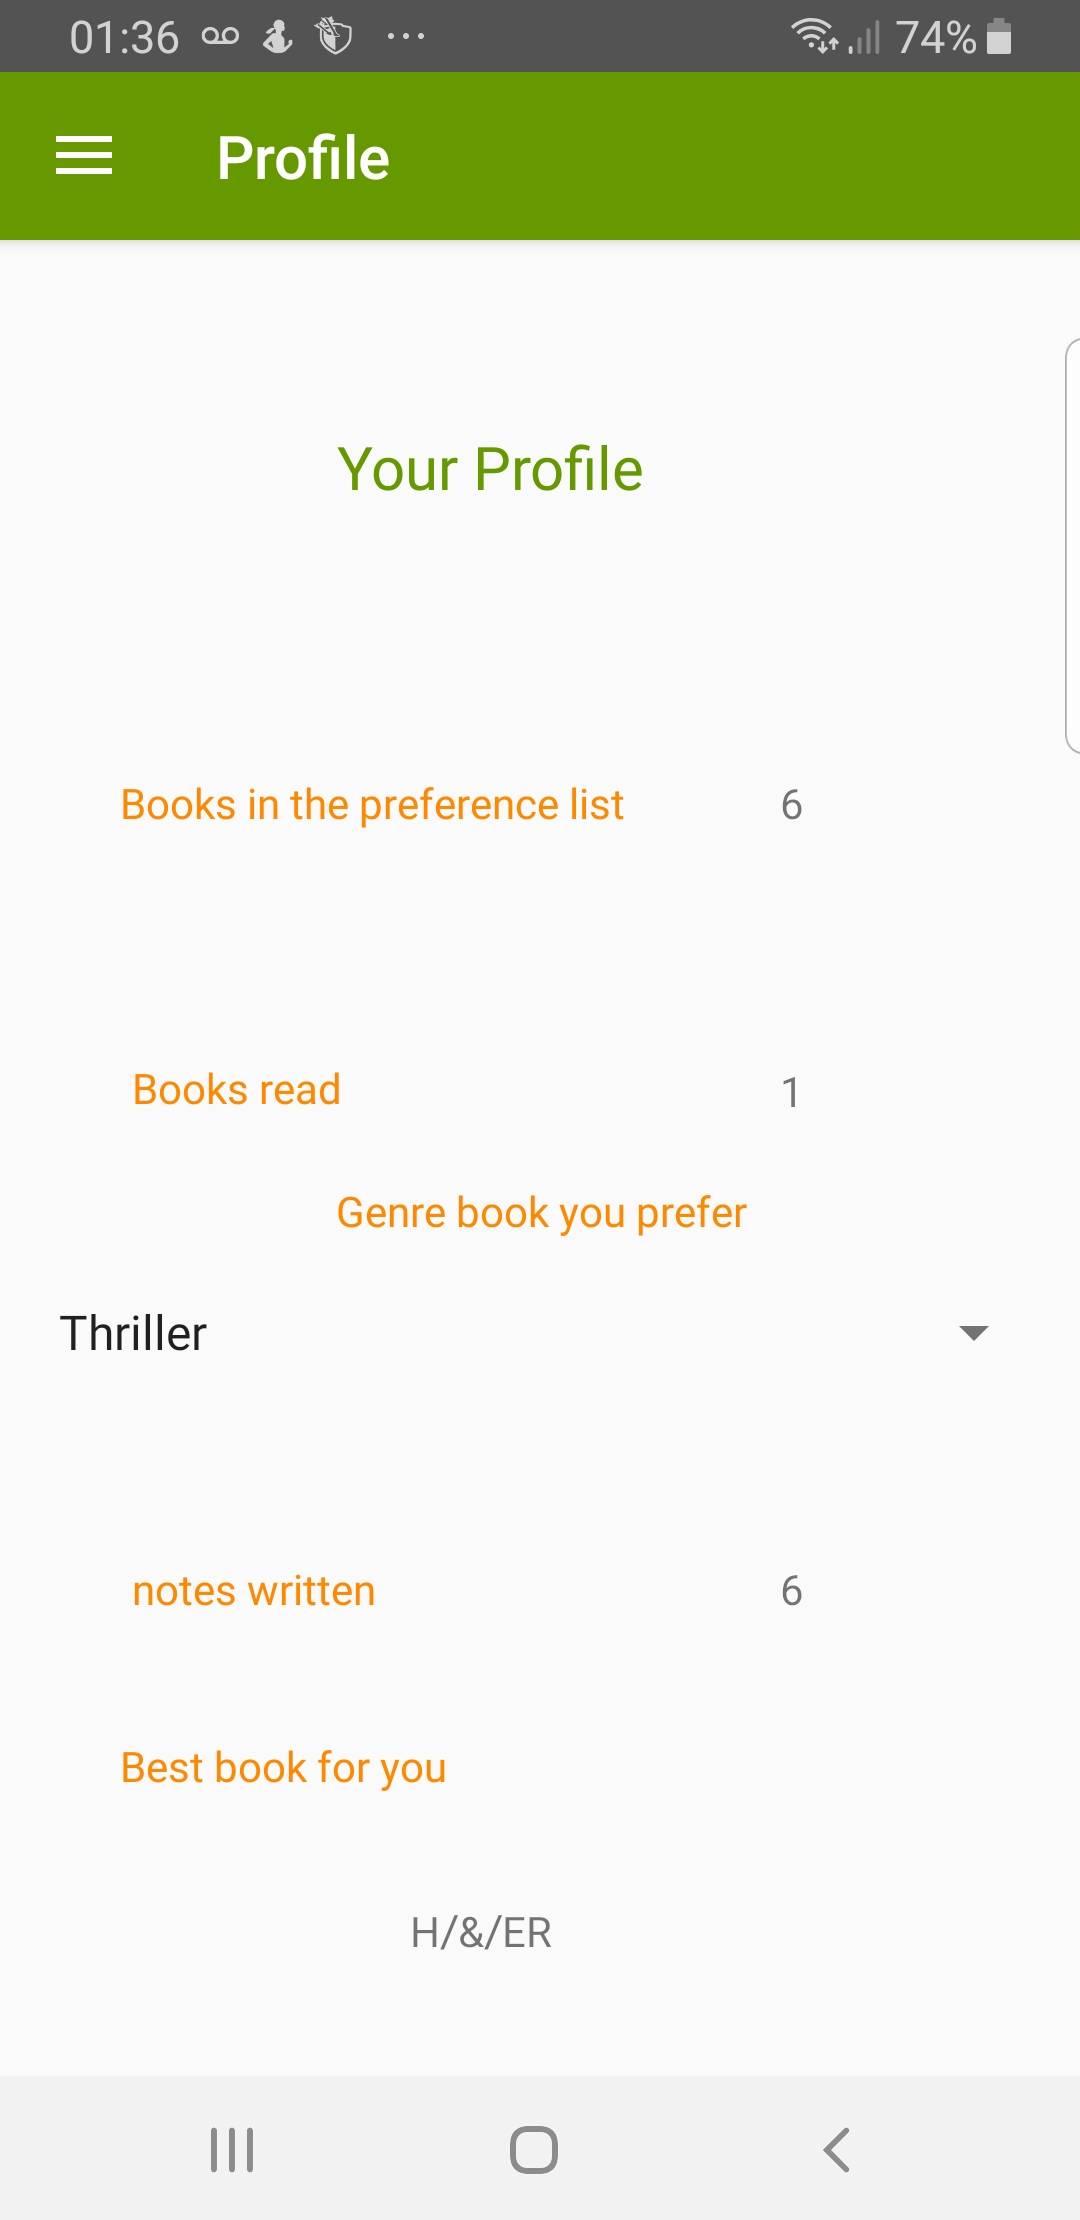 01:36 74%
Profile
Your Profile
Books in the preference list 6
Books read 1
Genre book you prefer
Thriller
notes written 6
Best book for you
H/&/ER